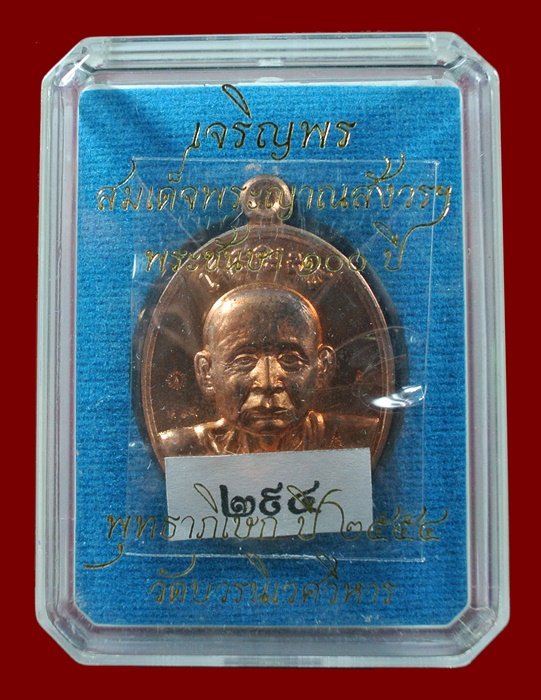 เจริญพร
สมเด็จพระญาณสังวรฯ
พระชันษา ๑๐๐ ปี
๒๙๔
พุทธาภิเษก ปี ๒๕๕๔
วัดบวรนิเวศวิหาร